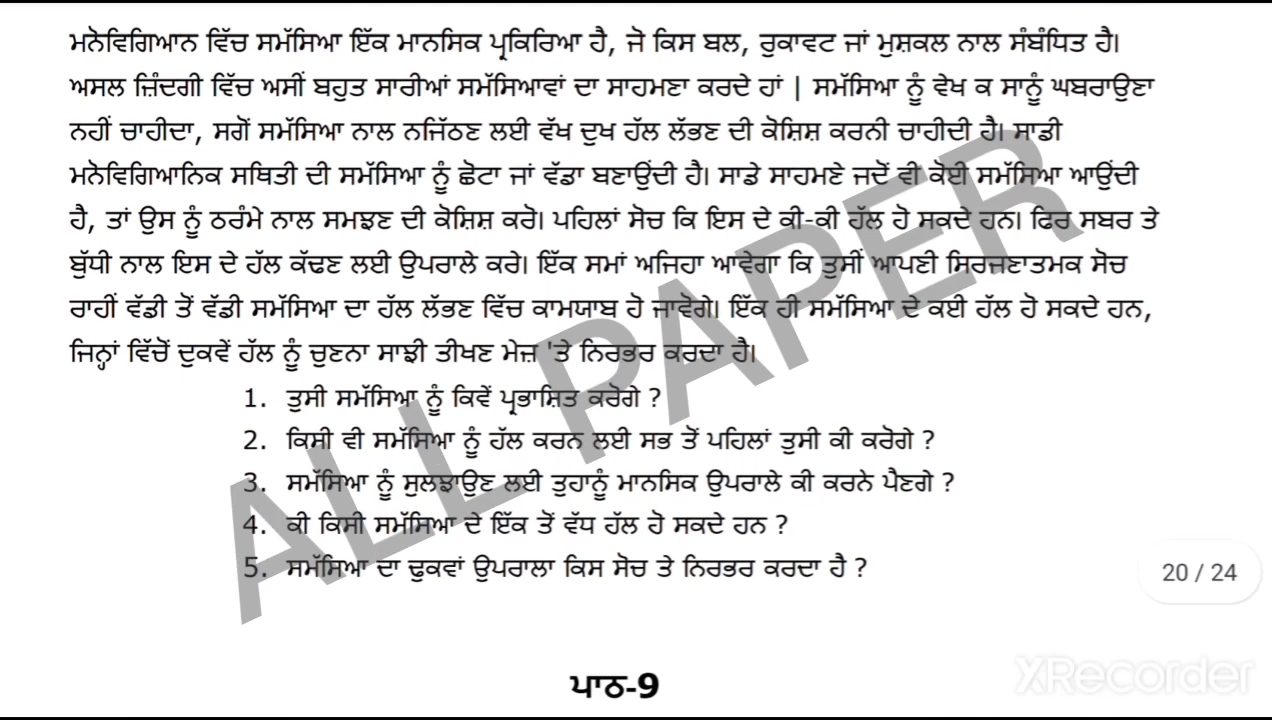 ਮਨੋਵਿਗਿਆਨ ਵਿੱਚ ਸਮੱਸਿਆ ਇੱਕ ਮਾਨਸਿਕ ਪ੍ਰਕਿਰਿਆ ਹੈ, ਜੋ ਕਿਸ ਬਲ, ਰੁਕਾਵਟ ਜਾਂ ਮੁਸ਼ਕਲ ਨਾਲ ਸੰਬੰਧਿਤ ਹੈ।
ਅਸਲ ਜ਼ਿੰਦਗੀ ਵਿੱਚ ਅਸੀਂ ਬਹੁਤ ਸਾਰੀਆਂ ਸਮੱਸਿਆਵਾਂ ਦਾ ਸਾਹਮਣਾ ਕਰਦੇ ਹਾਂ | ਸਮੱਸਿਆ ਨੂੰ ਵੇਖ ਕ ਸਾਨੂੰ ਘਬਰਾਉਣਾ
ਨਹੀਂ ਚਾਹੀਦਾ, ਸਗੋਂ ਸਮੱਸਿਆ ਨਾਲ ਨਜਿੱਠਣ ਲਈ ਵੱਖ ਦੁਖ ਹੱਲ ਲੱਭਣ ਦੀ ਕੋਸ਼ਿਸ਼ ਕਰਨੀ ਚਾਹੀਦੀ ਹੈ। ਸਾਡੀ
ਮਨੋਵਿਗਿਆਨਿਕ ਸਥਿਤੀ ਦੀ ਸਮੱਸਿਆ ਨੂੰ ਛੋਟਾ ਜਾਂ ਵੱਡਾ ਬਣਾਉਂਦੀ ਹੈ। ਸਾਡੇ ਸਾਹਮਣੇ ਜਦੋਂ ਵੀ ਕੋਈ ਸਮੱਸਿਆ ਆਉਂਦੀ
ਹੈ, ਤਾਂ ਉਸ ਨੂੰ ਠਰੰਮੇ ਨਾਲ ਸਮਝਣ ਦੀ ਕੋਸ਼ਿਸ਼ ਕਰੋ। ਪਹਿਲਾਂ ਸੋਚ ਕਿ ਇਸ ਦੇ ਕੀ-ਕੀ ਹੱਲ ਹੋ ਸਕਦੇ ਹਨ। ਫਿਰ ਸਬਰ ਤੇ
ਬੁੱਧੀ ਨਾਲ ਇਸ ਦੇ ਹੱਲ ਕੱਢਣ ਲਈ ਉਪਰਾਲੇ ਕਰੇ। ਇੱਕ ਸਮਾਂ ਅਜਿਹਾ ਆਵੇਗਾ ਕਿ ਤੁਸੀਂ ਆਪਣੀ ਸਿਰਜਣਾਤਮਕ ਸੋਚ
ਰਾਹੀਂ ਵੱਡੀ ਤੋਂ ਵੱਡੀ ਸਮੱਸਿਆ ਦਾ ਹੱਲ ਲੱਭਣ ਵਿੱਚ ਕਾਮਯਾਬ ਹੋ ਜਾਵੋਗੇ। ਇੱਕ ਹੀ ਸਮੱਸਿਆ ਦੇ ਕਈ ਹੱਲ ਹੋ ਸਕਦੇ ਹਨ,
ਜਿਨ੍ਹਾਂ ਵਿੱਚੋਂ ਦੁਕਵੇਂ ਹੱਲ ਨੂੰ ਚੁਣਨਾ ਸਾਡੀ ਤੀਖਣ ਮੇਜ਼ 'ਤੇ ਨਿਰਭਰ ਕਰਦਾ ਹੈ।
1. ਤੁਸੀ ਸਮੱਸਿਆ ਨੂੰ ਕਿਵੇਂ ਪ੍ਰਭਾਸ਼ਿਤ ਕਰੋਗੇ ?
2. ਕਿਸੀ ਵੀ ਸਮੱਸਿਆ ਨੂੰ ਹੱਲ ਕਰਨ ਲਈ ਸਭ ਤੋਂ ਪਹਿਲਾਂ ਤੁਸੀ ਕੀ ਕਰੋਗੇ ?
3. ਸਮੱਸਿਆ ਨੂੰ ਸੁਲਝਾਉਣ ਲਈ ਤੁਹਾਨੂੰ ਮਾਨਸਿਕ ਉਪਰਾਲੇ ਕੀ ਕਰਨੇ ਪੈਣਗੇ ?
4. ਕੀ ਕਿਸੀ ਸਮੱਸਿਆ ਦੇ ਇੱਕ ਤੋਂ ਵੱਧ ਹੱਲ ਹੋ ਸਕਦੇ ਹਨ ?
5. ਸਮੱਸਿਆ ਦਾ ਢੁਕਵਾਂ ਉਪਰਾਲਾ ਕਿਸ ਸੋਚ ਤੇ ਨਿਰਭਰ ਕਰਦਾ ਹੈ ?
ALL PAPER
20 / 24
ਪਾਠ-9
XRecorder